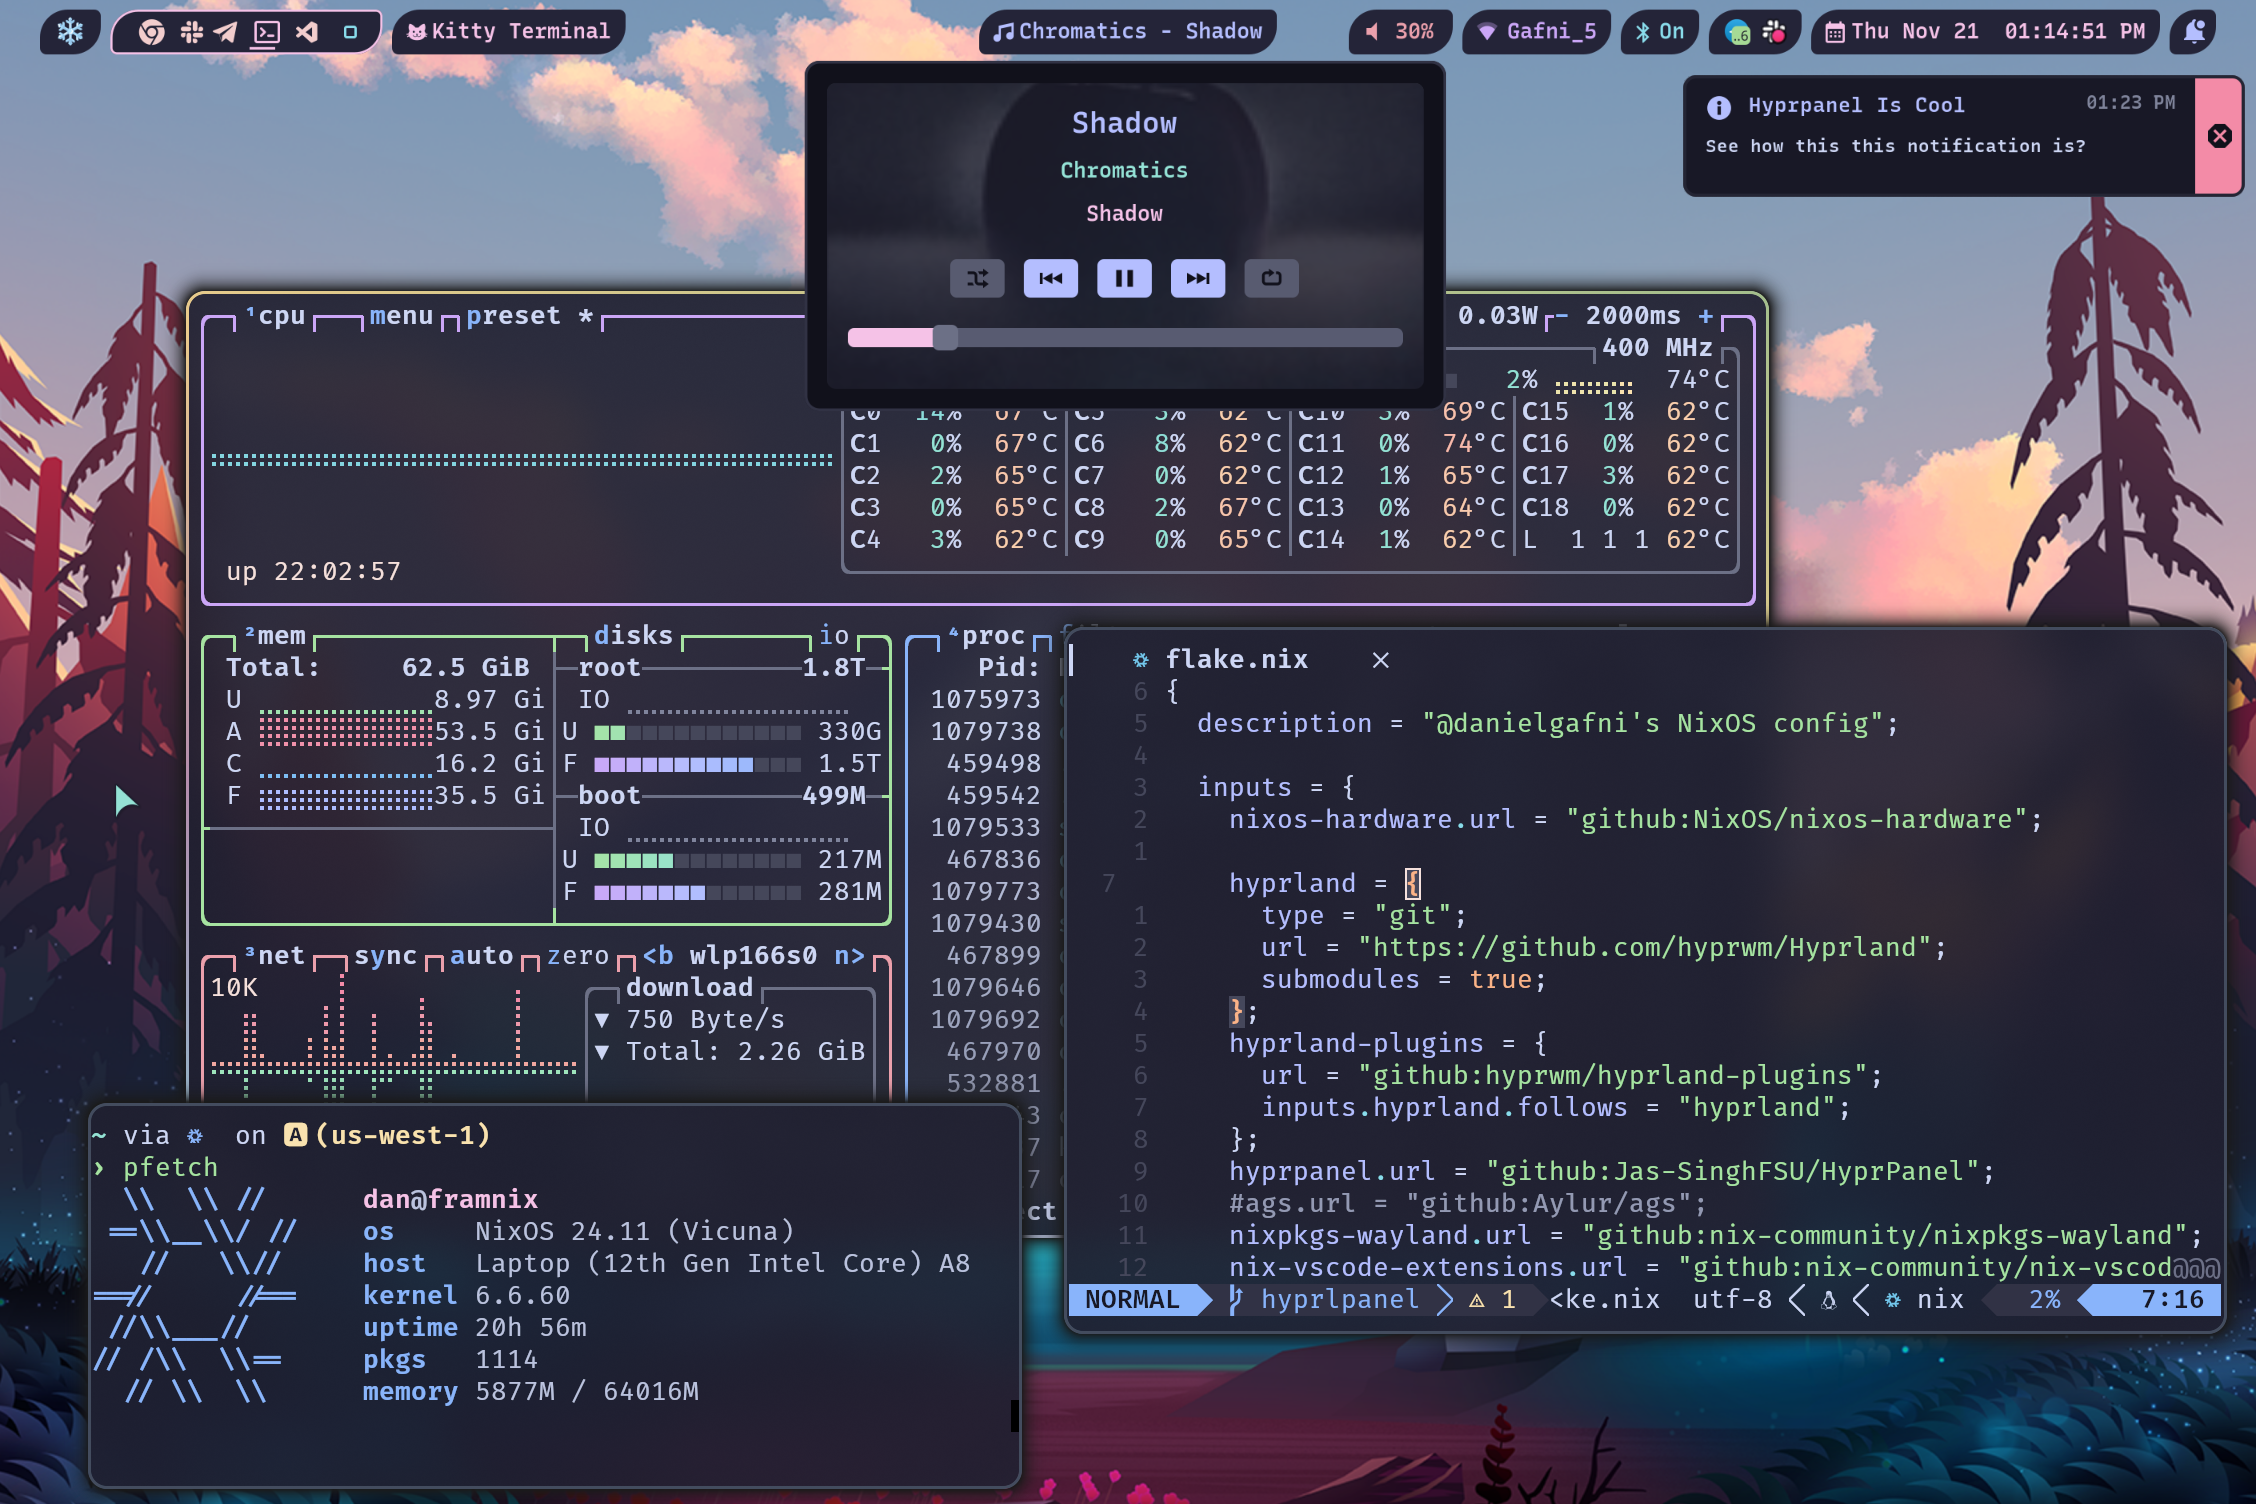 Kitty Terminal
Chromatics - Shadow
30%
Gafni_5
On
..6
Thu Nov 21 01:14:51 PM
Shadow
Chromatics
Shadow
Hyprpanel Is Cool 01:23 PM
See how this this notification is?
¹cpu menu preset *
0.03W - 2000ms +
400 MHz
2% 74°C
C0 14% 67°C C5 3% 62°C C10 3% 69°C C15 1% 62°C
C1 0% 67°C C6 8% 62°C C11 0% 74°C C16 0% 62°C
C2 2% 65°C C7 0% 62°C C12 1% 65°C C17 3% 62°C
C3 0% 65°C C8 2% 67°C C13 0% 64°C C18 0% 62°C
C4 3% 62°C C9 0% 65°C C14 1% 62°C L 1 1 1 62°C
up 22:02:57
²mem
Total: 62.5 GiB
U 8.97 Gi
A 53.5 Gi
C 16.2 Gi
F 35.5 Gi
disks io
root 1.8T
IO
U 330G
F 1.5T
boot 499M
IO
U 217M
F 281M
³net sync auto zero <b wlp166s0 n>
10K
download
▼ 750 Byte/s
▼ Total: 2.26 GiB
⁴proc
Pid:
1075973
1079738
459498
459542
1079533
467836
1079773
1079430
467899
1079646
1079692
467970
532881
3
7
7
ect
flake.nix ×
6 {
5 description = "@danielgafni's NixOS config";
4
3 inputs = {
2 nixos-hardware.url = "github:NixOS/nixos-hardware";
1
7 hyprland = {
1 type = "git";
2 url = "https://github.com/hyprwm/Hyprland";
3 submodules = true;
4 };
5 hyprland-plugins = {
6 url = "github:hyprwm/hyprland-plugins";
7 inputs.hyprland.follows = "hyprland";
8 };
9 hyprpanel.url = "github:Jas-SinghFSU/HyprPanel";
10 #ags.url = "github:Aylur/ags";
11 nixpkgs-wayland.url = "github:nix-community/nixpkgs-wayland";
12 nix-vscode-extensions.url = "github:nix-community/nix-vscod@@@
NORMAL hyprlpanel ⚠ 1 <ke.nix utf-8 < < nix 2% 7:16
~ via on A (us-west-1)
› pfetch
\\ \\ //
==\\__\\/ //
// \\//
==// //==
//\\___//
// /\\ \\==
// \\ \\
dan@framnix
os NixOS 24.11 (Vicuna)
host Laptop (12th Gen Intel Core) A8
kernel 6.6.60
uptime 20h 56m
pkgs 1114
memory 5877M / 64016M